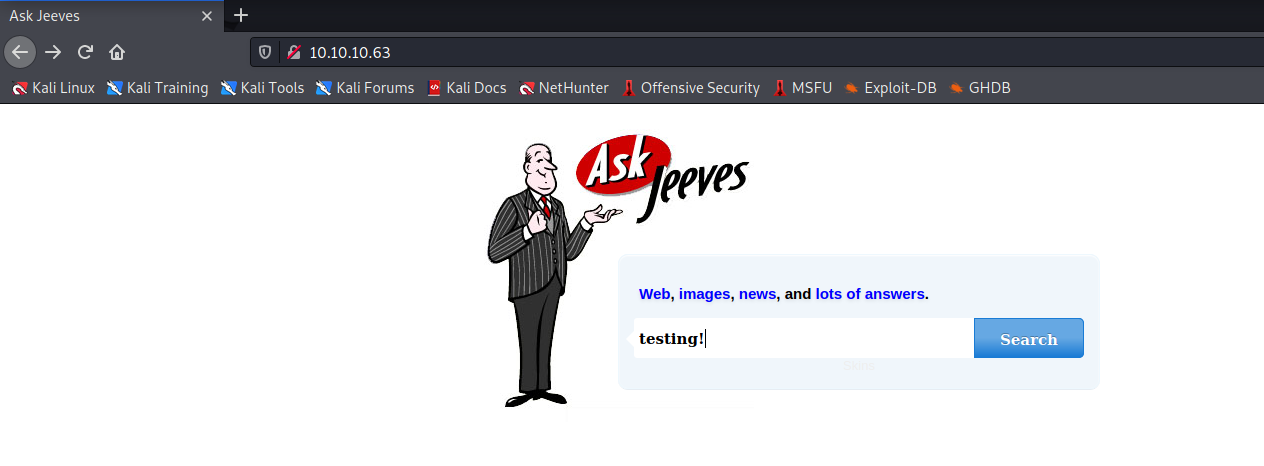 Ask Jeeves
10.10.10.63
Kali Linux Kali Training Kali Tools Kali Forums Kali Docs NetHunter Offensive Security MSFU Exploit-DB GHDB
Ask
Jeeves
Web, images, news, and lots of answers.
testing! Search